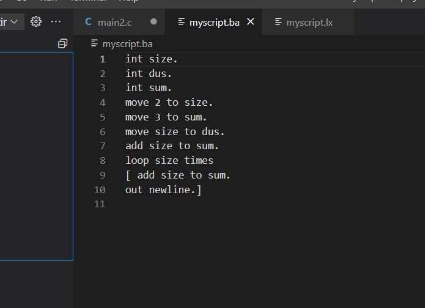 main2.c
myscript.ba
myscript.lx
myscript.ba
1 int size.
2 int dus.
3 int sum.
4 move 2 to size.
5 move 3 to sum.
6 move size to dus.
7 add size to sum.
8 loop size times
9 [ add size to sum.
10 out newline.]
11